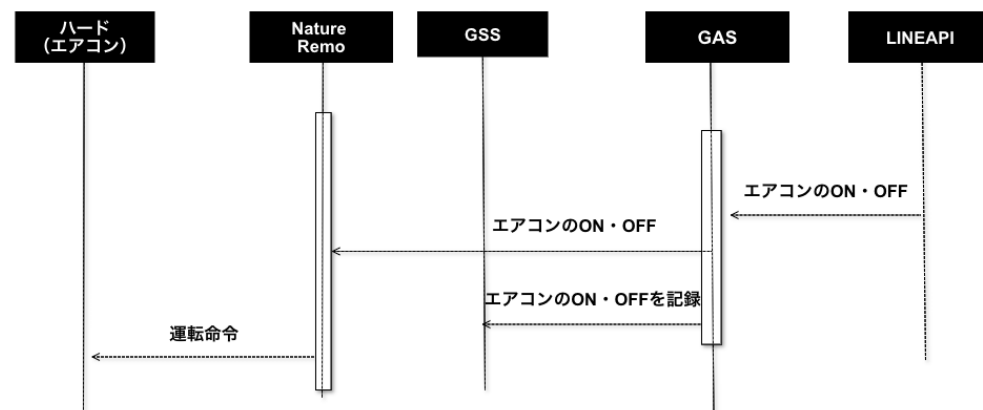 ハード
（エアコン）
Nature
Remo
GSS
GAS
LINEAPI
エアコンのON・OFF
エアコンのON・OFF
エアコンのON・OFFを記録
運転命令